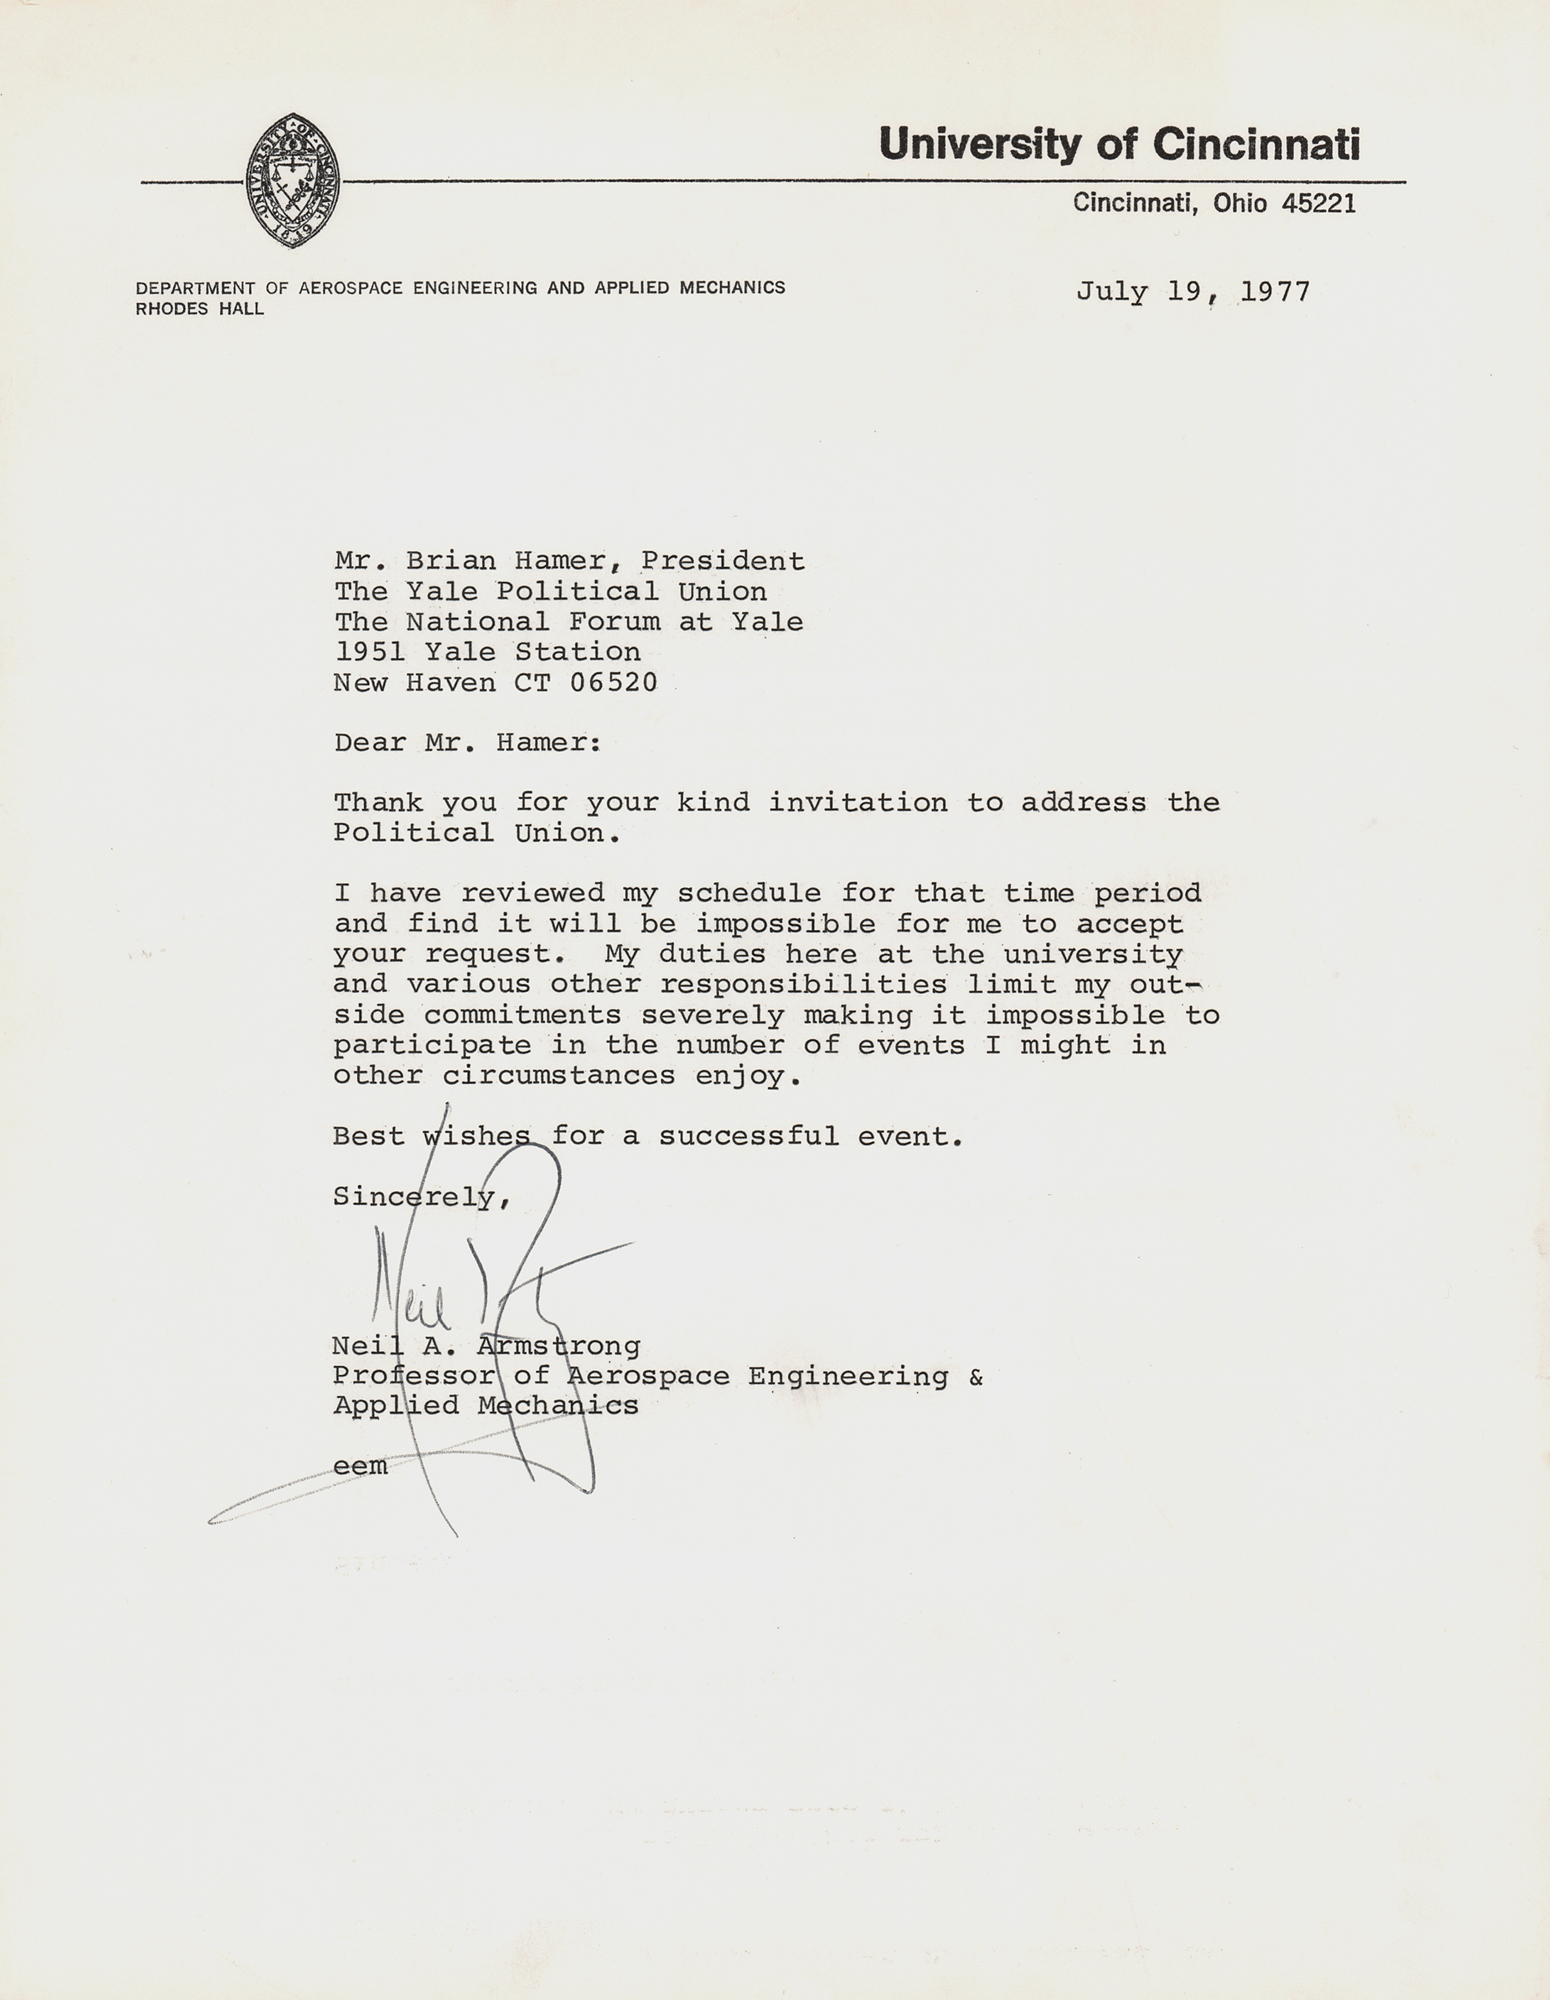 University of Cincinnati
UNIVERSITY · OF · CINCINNATI · 1819
Cincinnati, Ohio 45221
DEPARTMENT OF AEROSPACE ENGINEERING AND APPLIED MECHANICS
RHODES HALL
July 19, 1977
Mr. Brian Hamer, President
The Yale Political Union
The National Forum at Yale
1951 Yale Station
New Haven CT 06520
Dear Mr. Hamer:
Thank you for your kind invitation to address the
Political Union.
I have reviewed my schedule for that time period
and find it will be impossible for me to accept
your request. My duties here at the university
and various other responsibilities limit my out-
side commitments severely making it impossible to
participate in the number of events I might in
other circumstances enjoy.
Best wishes for a successful event.
Sincerely,
Neil
Neil A. Armstrong
Professor of Aerospace Engineering &
Applied Mechanics
eem